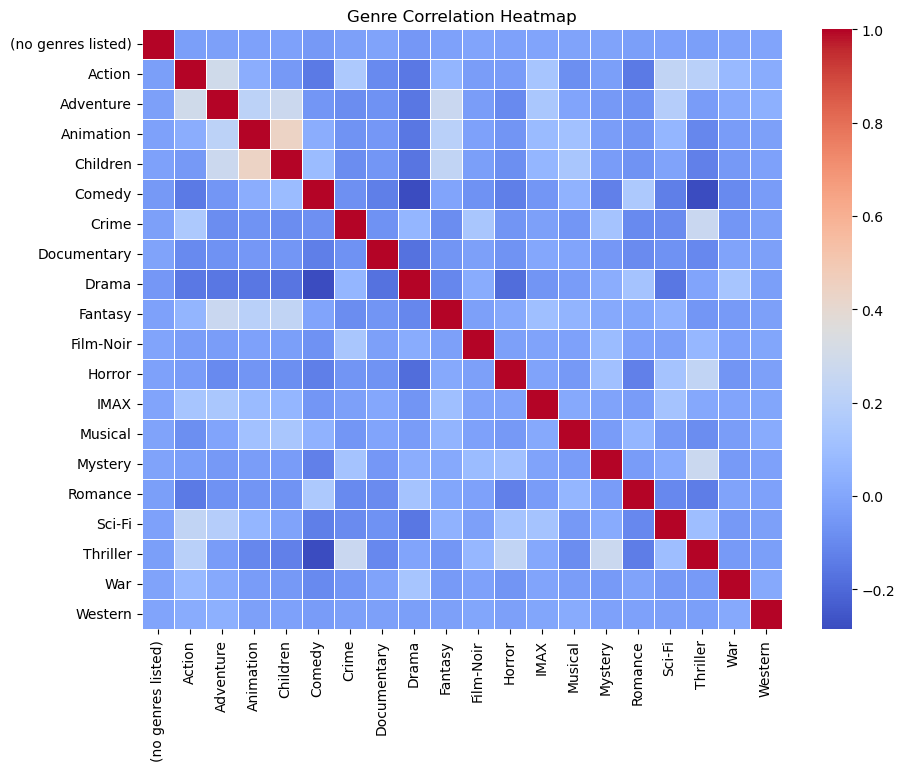 Genre Correlation Heatmap
(no genres listed)
Action
Adventure
Animation
Children
Comedy
Crime
Documentary
Drama
Fantasy
Film-Noir
Horror
IMAX
Musical
Mystery
Romance
Sci-Fi
Thriller
War
Western
(no genres listed)
Action
Adventure
Animation
Children
Comedy
Crime
Documentary
Drama
Fantasy
Film-Noir
Horror
IMAX
Musical
Mystery
Romance
Sci-Fi
Thriller
War
Western
1.0
0.8
0.6
0.4
0.2
0.0
−0.2